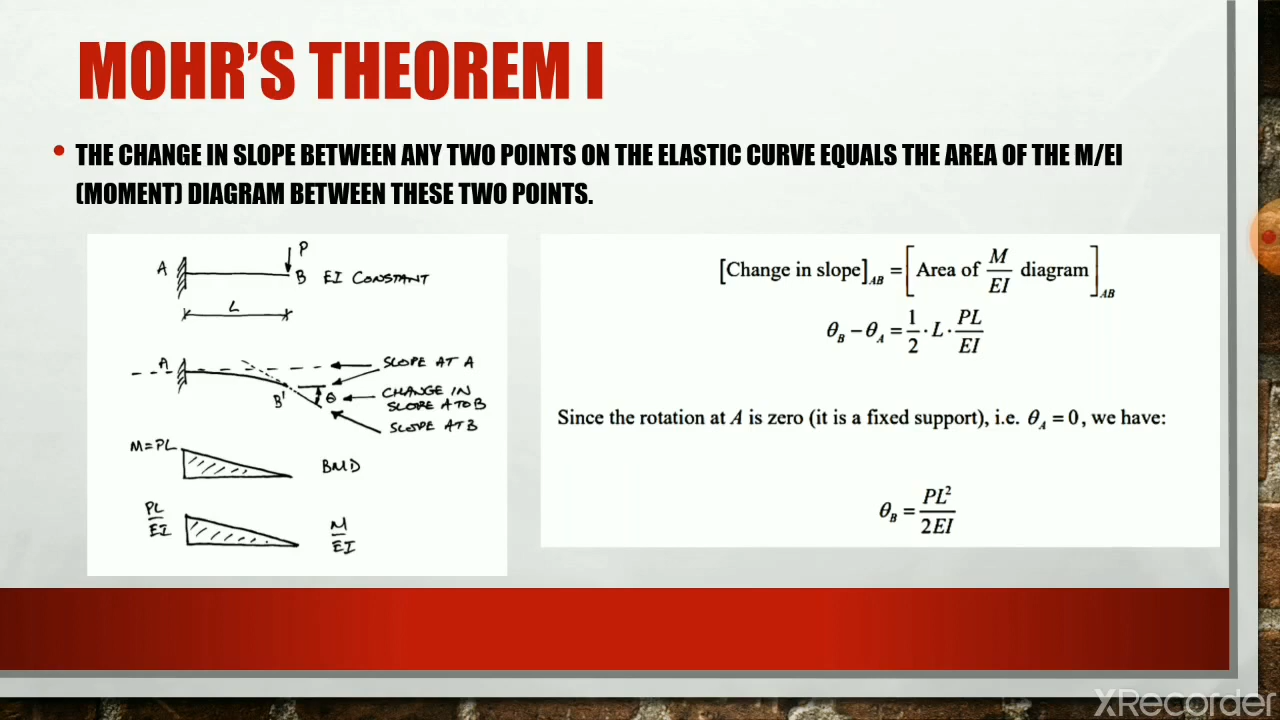 MOHR'S THEOREM I
• THE CHANGE IN SLOPE BETWEEN ANY TWO POINTS ON THE ELASTIC CURVE EQUALS THE AREA OF THE M/EI
(MOMENT) DIAGRAM BETWEEN THESE TWO POINTS.
P
A
B EI CONSTANT
L
A
SLOPE AT A
B' θ CHANGE IN
SLOPE A TO B
SLOPE AT B
M=PL
BMD
PL/EI
M/EI
[Change in slope]_AB = [Area of M/EI diagram]_AB
θ_B − θ_A = 1/2 · L · PL/EI
Since the rotation at A is zero (it is a fixed support), i.e. θ_A = 0, we have:
θ_B = PL²/2EI
XRecorder